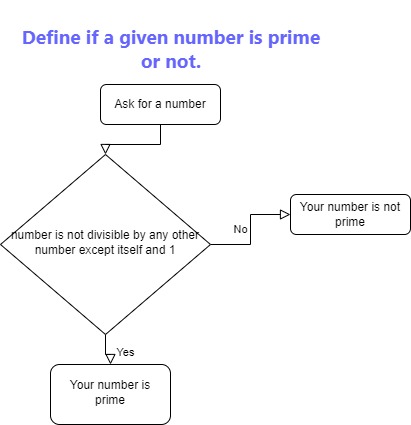 Define if a given number is prime
or not.
Ask for a number
number is not divisible by any other
number except itself and 1
No
Your number is not
prime
Yes
Your number is
prime